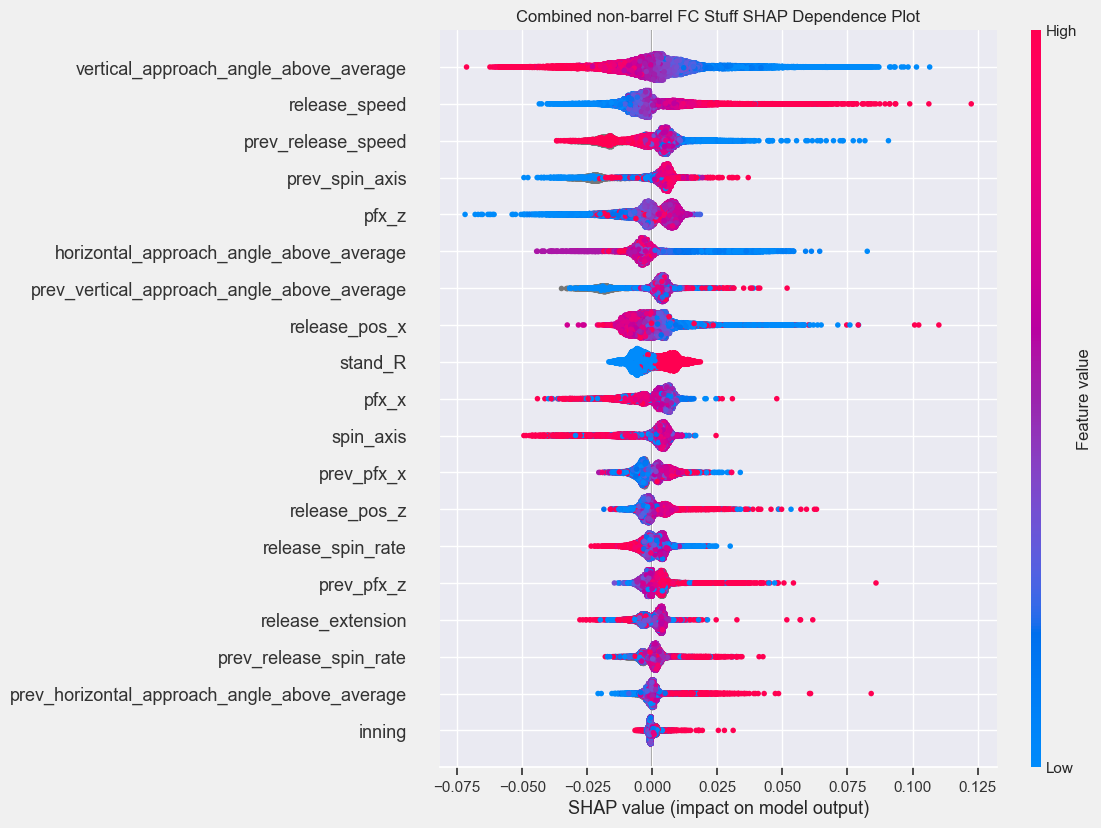 Combined non-barrel FC Stuff SHAP Dependence Plot
High
vertical_approach_angle_above_average
release_speed
prev_release_speed
prev_spin_axis
pfx_z
horizontal_approach_angle_above_average
prev_vertical_approach_angle_above_average
release_pos_x
stand_R
pfx_x
spin_axis
prev_pfx_x
release_pos_z
release_spin_rate
prev_pfx_z
release_extension
prev_release_spin_rate
prev_horizontal_approach_angle_above_average
inning
Feature value
Low
−0.075 −0.050 −0.025 0.000 0.025 0.050 0.075 0.100 0.125
SHAP value (impact on model output)